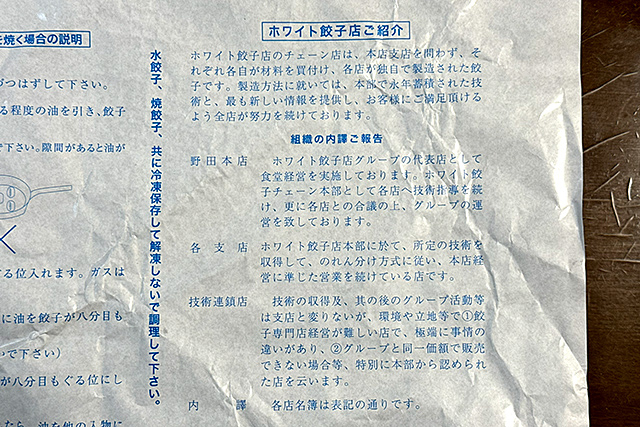 ホワイト餃子店ご紹介
ホワイト餃子店のチェーン店は、本店支店を問わず、そ
れぞれ各自が材料を買付け、各店が独自で製造された餃
子です。製造方法に就いては、本部で永年蓄積された技
術と、最も新しい情報を提供し、お客様にご満足頂ける
よう全店が努力を続けております。
組織の内譯ご報告
野田本店 ホワイト餃子店グループの代表店として
食堂経営を実施しております。ホワイト餃
子チェーン本部として各店へ技術指導を続
け、更に各店との合議の上、グループの運
営を致しております。
各支店 ホワイト餃子店本部に於て、所定の技術を
収得して、のれん分け方式に従い、本店経
営に準じた営業を続けている店です。
技術連鎖店 技術の収得及、其の後のグループ活動等
は支店と変りないが、環境や立地等で①餃
子専門店経営が難しい店で、極端に事情の
違いがあり、②グループと同一価額で販売
できない場合等、特別に本部から認められ
た店を云います。
内譯 各店名簿は表記の通りです。
水餃子、焼餃子、共に冷凍保存して解凍しないで調理して下さい。
を焼く場合の説明
づつはずして下さい。
る程度の油を引き、餃子
で下さい。隙間があると油が
る位入れます。ガスは
に油を餃子が八分目も
いで下さい）
が八分目もぐる位にし
たら、油を他の入物に